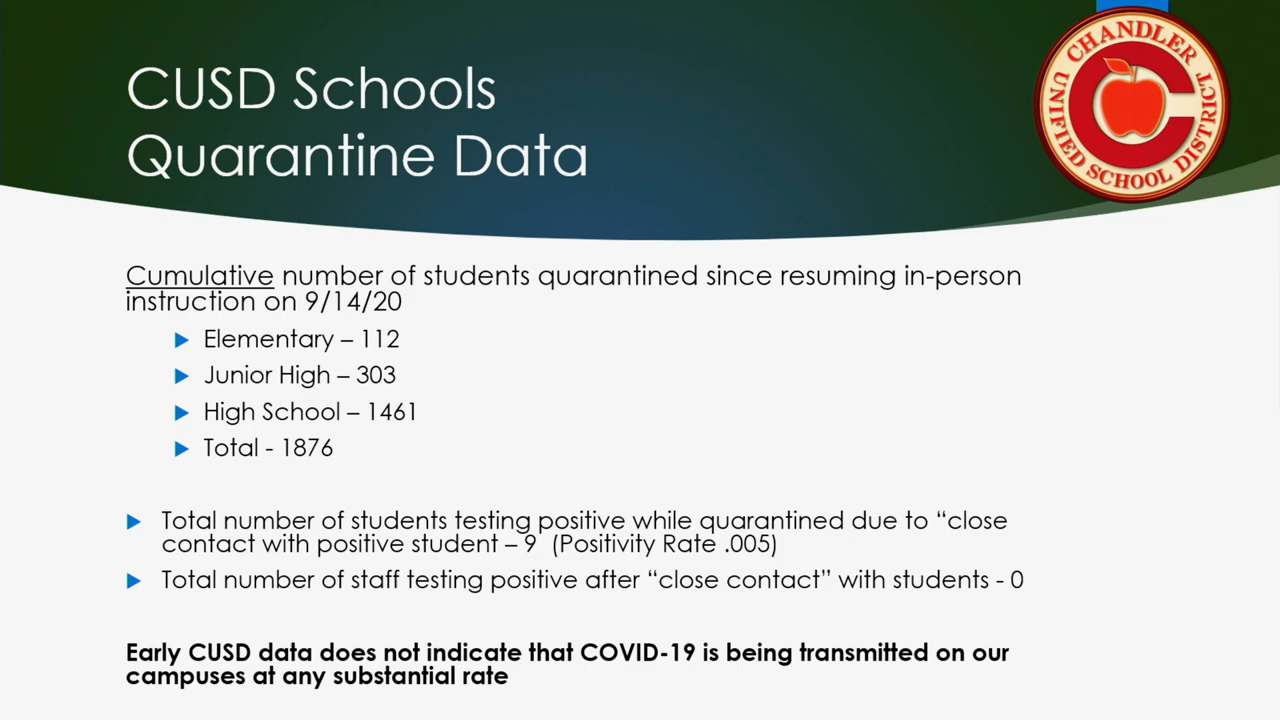 CUSD Schools
Quarantine Data
CHANDLER
UNIFIED SCHOOL DISTRICT
Cumulative number of students quarantined since resuming in-person
instruction on 9/14/20
Elementary – 112
Junior High – 303
High School – 1461
Total - 1876
Total number of students testing positive while quarantined due to “close
contact with positive student – 9 (Positivity Rate .005)
Total number of staff testing positive after “close contact” with students - 0
Early CUSD data does not indicate that COVID-19 is being transmitted on our
campuses at any substantial rate